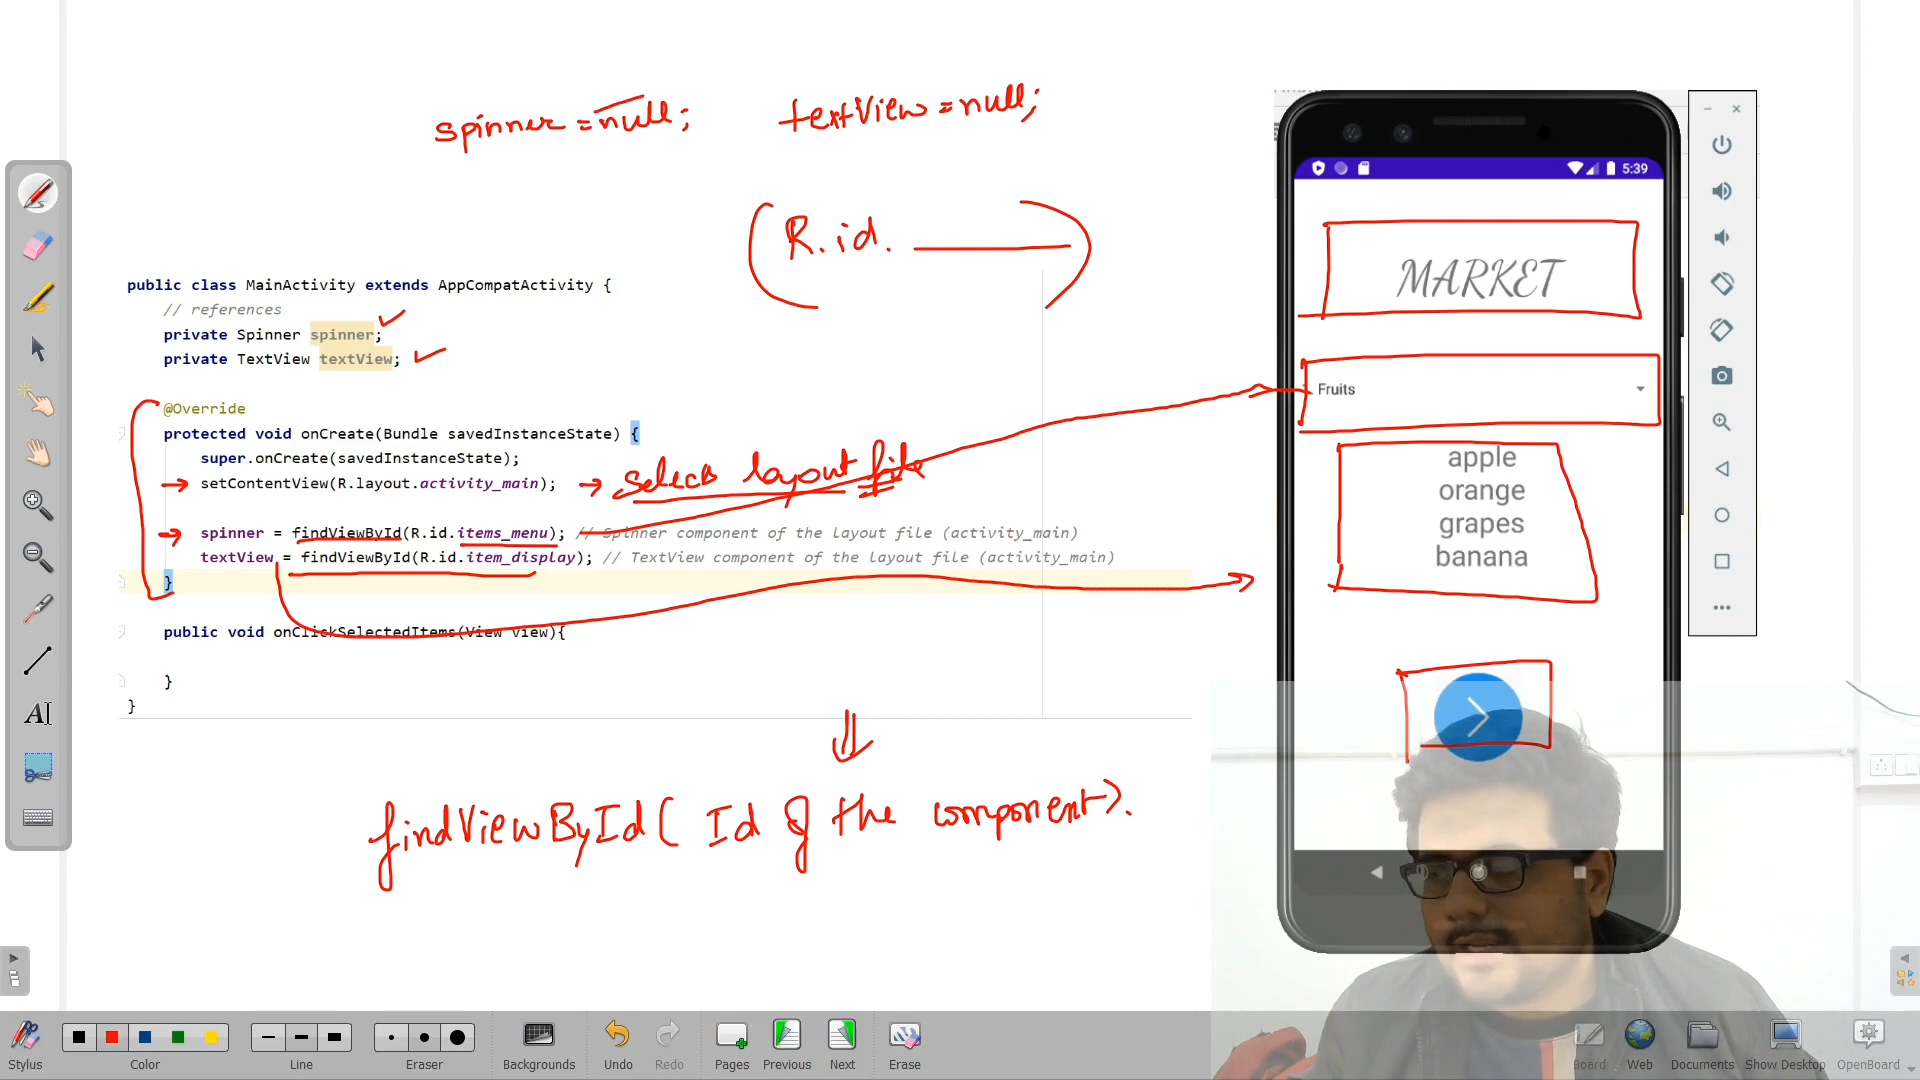 spinner = null; textView = null;
(R.id. )
public class MainActivity extends AppCompatActivity {
// references
private Spinner spinner;
private TextView textView;
@Override
protected void onCreate(Bundle savedInstanceState) {
super.onCreate(savedInstanceState);
setContentView(R.layout.activity_main); → selects layout file
spinner = findViewById(R.id.items_menu); // Spinner component of the layout file (activity_main)
textView = findViewById(R.id.item_display); // TextView component of the layout file (activity_main)
}
public void onClickSelectedItems(View view){
}
}
findViewById( Id of the component).
5:39
MARKET
Fruits
apple
orange
grapes
banana
Stylus
Color
Line
Eraser
Backgrounds
Undo
Redo
Pages
Previous
Next
Erase
Board
Web
Documents
Show Desktop
OpenBoard